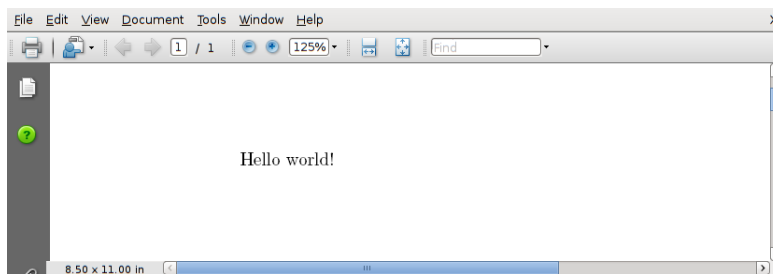 File Edit View Document Tools Window Help
1 / 1 125% Find
?
Hello world!
8.50 x 11.00 in